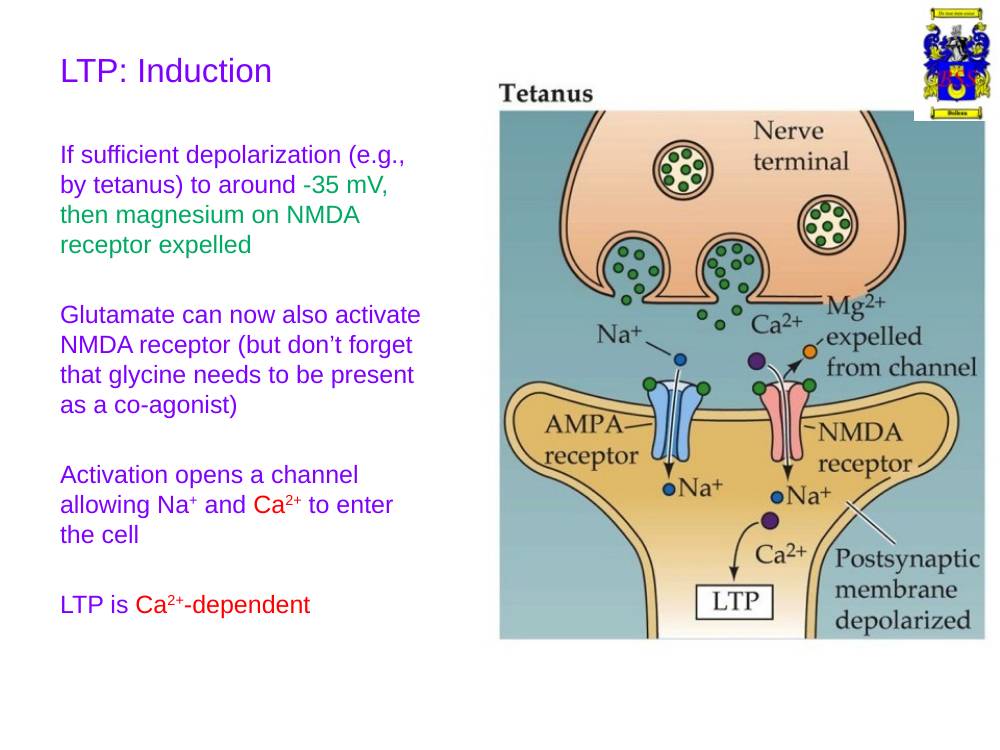 LTP: Induction
If sufficient depolarization (e.g.,
by tetanus) to around -35 mV,
then magnesium on NMDA
receptor expelled
Glutamate can now also activate
NMDA receptor (but don’t forget
that glycine needs to be present
as a co-agonist)
Activation opens a channel
allowing Na⁺ and Ca²⁺ to enter
the cell
LTP is Ca²⁺-dependent
Tetanus
Nerve
terminal
Na⁺
Ca²⁺
Mg²⁺
expelled
from channel
AMPA
receptor
NMDA
receptor
Na⁺
Na⁺
Ca²⁺
LTP
Postsynaptic
membrane
depolarized